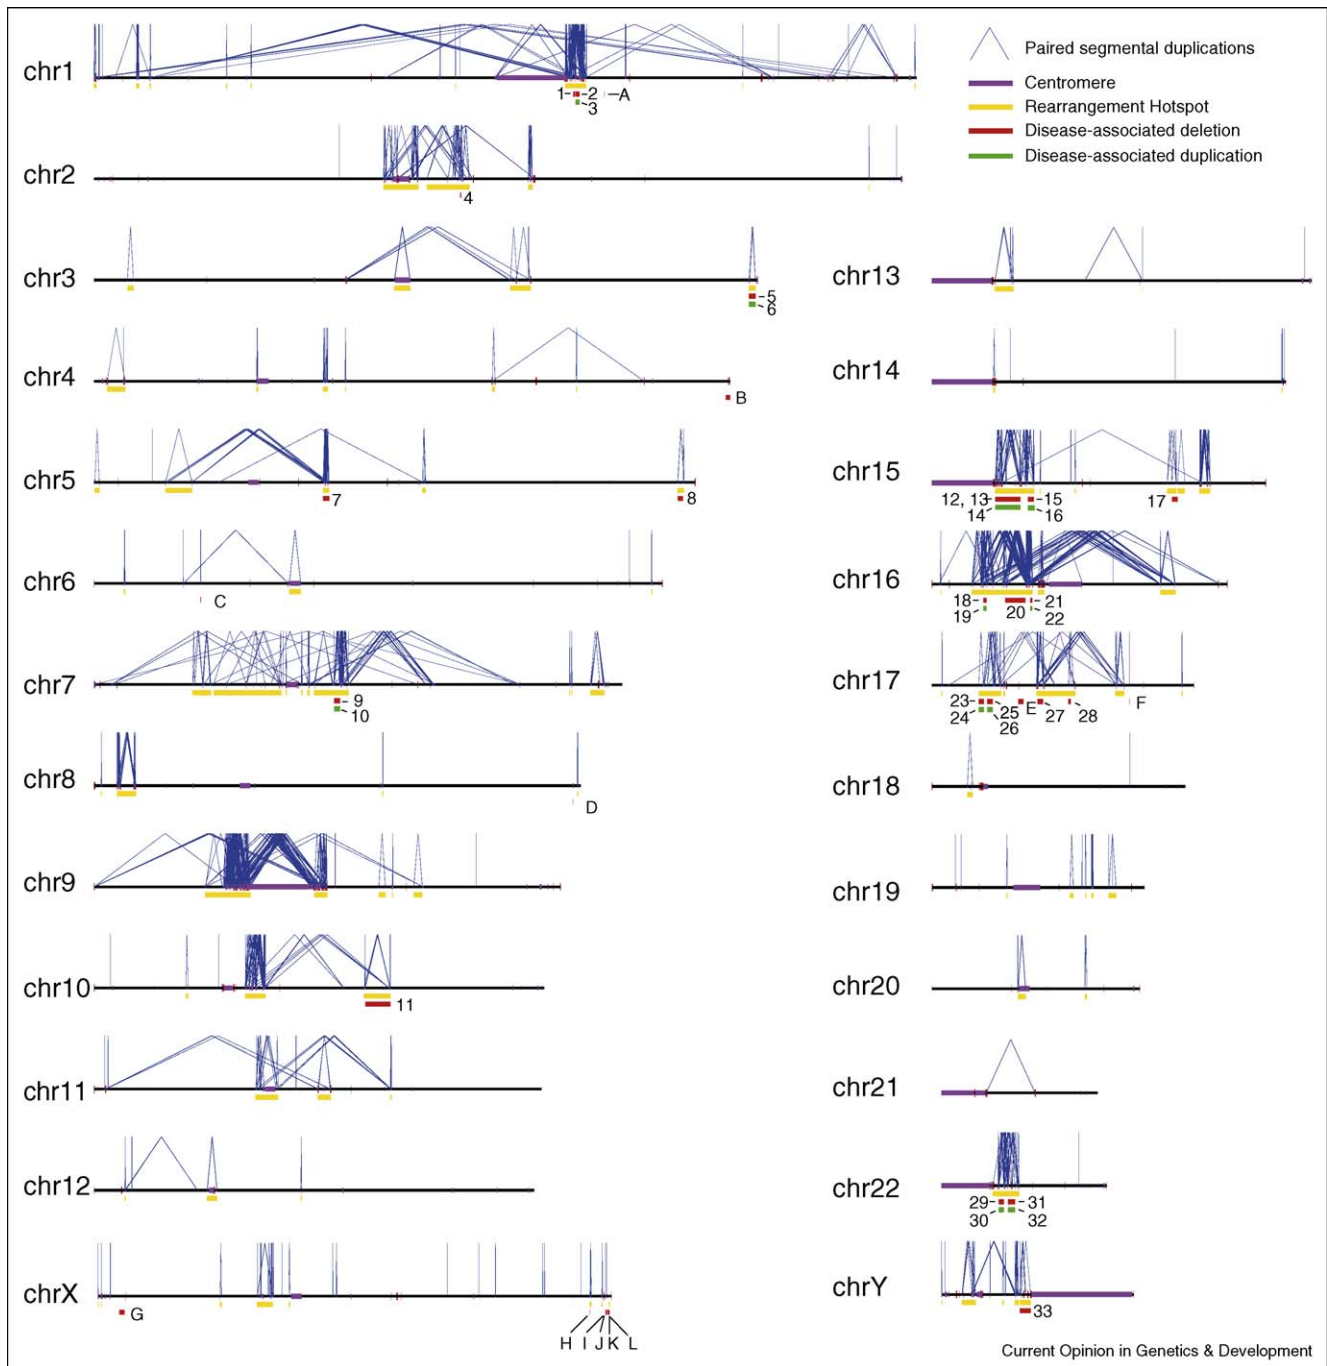 chr1
1 2 A
3
Paired segmental duplications
Centromere
Rearrangement Hotspot
Disease-associated deletion
Disease-associated duplication
chr2
4
chr3
5
6
chr13
chr4
B
chr14
chr5
7
8
chr15
12, 13 15
14 16
17
chr6
C
chr16
18 20 21
19 22
chr7
9
10
chr17
23 25 E 27 28 F
24 26
chr8
D
chr18
chr9
chr19
chr10
11
chr20
chr11
chr21
chr12
chr22
29 31
30 32
chrX
G
H I J K L
chrY
33
Current Opinion in Genetics & Development